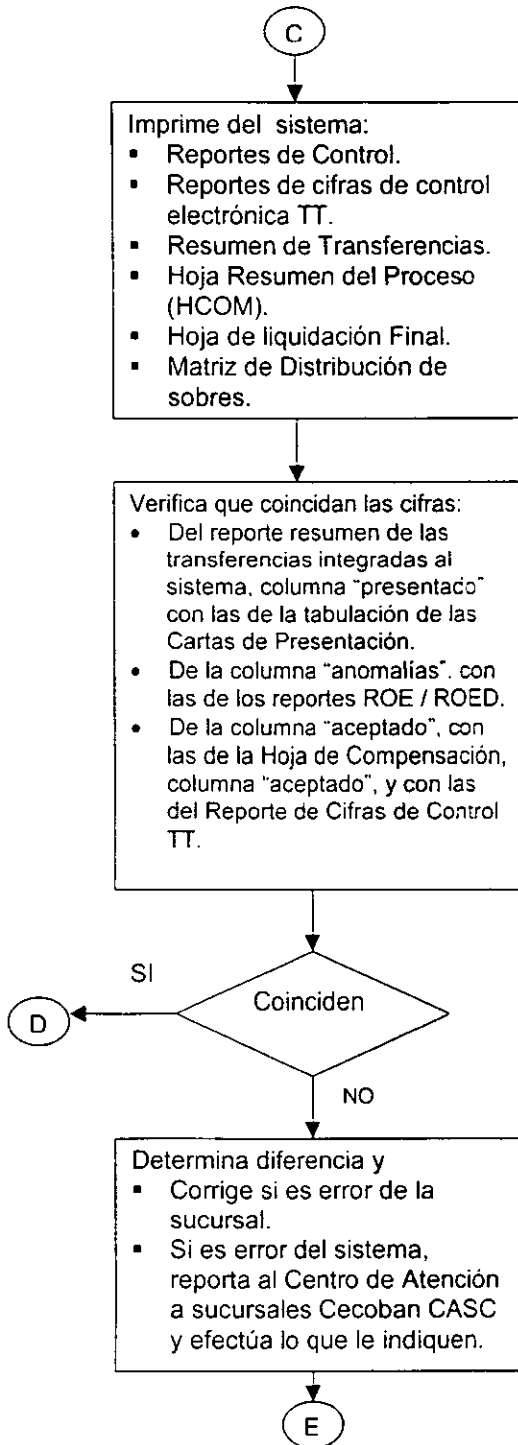 C
Imprime del sistema:
▪ Reportes de Control.
▪ Reportes de cifras de control
electrónica TT.
▪ Resumen de Transferencias.
▪ Hoja Resumen del Proceso
(HCOM).
▪ Hoja de liquidación Final.
▪ Matriz de Distribución de
sobres.
Verifica que coincidan las cifras:
• Del reporte resumen de las
transferencias integradas al
sistema, columna "presentado"
con las de la tabulación de las
Cartas de Presentación.
• De la columna "anomalías". con
las de los reportes ROE / ROED.
• De la columna "aceptado", con
las de la Hoja de Compensación,
columna "aceptado", y con las
del Reporte de Cifras de Control
TT.
SI
Coinciden
D
NO
Determina diferencia y
▪ Corrige si es error de la
sucursal.
▪ Si es error del sistema,
reporta al Centro de Atención
a sucursales Cecoban CASC
y efectúa lo que le indiquen.
E